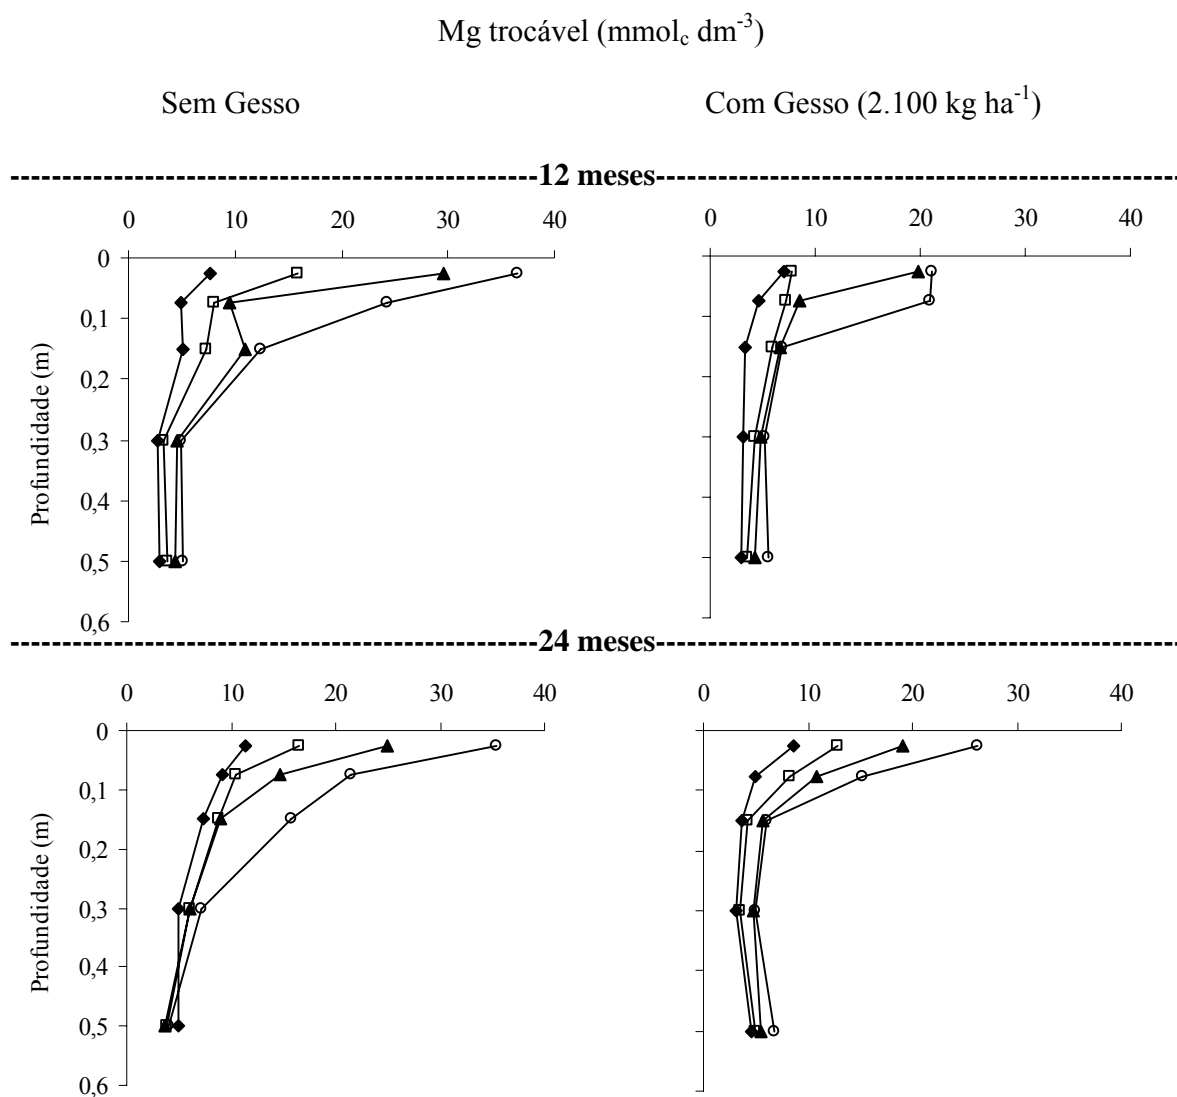 Mg trocável (mmolc dm-3)
Sem Gesso
Com Gesso (2.100 kg ha-1)
12 meses
0 10 20 30 40
0 10 20 30 40
0
0,1
0,2
0,3
0,4
0,5
0,6
Profundidade (m)
24 meses
0 10 20 30 40
0 10 20 30 40
0
0,1
0,2
0,3
0,4
0,5
0,6
Profundidade (m)